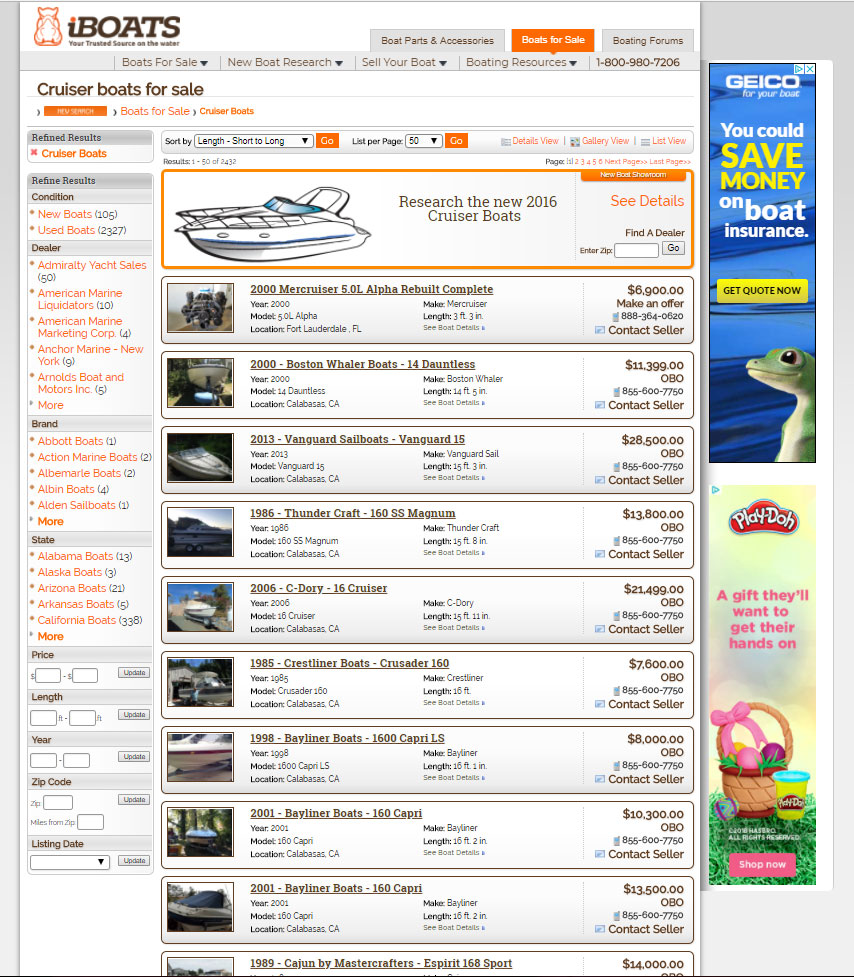 iBOATS
Your Trusted Source on the water
Boat Parts & Accessories
Boats for Sale
Boating Forums
Boats For Sale
New Boat Research
Sell Your Boat
Boating Resources
1-800-980-7206
Cruiser boats for sale
› NEW SEARCH › Boats for Sale › Cruiser Boats
Refined Results
Cruiser Boats
Refine Results
Condition
New Boats (105)
Used Boats (2327)
Dealer
Admiralty Yacht Sales
(50)
American Marine
Liquidators (10)
American Marine
Marketing Corp. (4)
Anchor Marine - New
York (9)
Arnolds Boat and
Motors Inc. (5)
More
Brand
Abbott Boats (1)
Action Marine Boats (2)
Albemarle Boats (2)
Albin Boats (4)
Alden Sailboats (1)
More
State
Alabama Boats (13)
Alaska Boats (3)
Arizona Boats (21)
Arkansas Boats (5)
California Boats (338)
More
Price
$ - $ Update
Length
ft - ft Update
Year
- Update
Zip Code
Zip: Update
Miles from Zip:
Listing Date
Update
Sort by Length - Short to Long Go List per Page: 50 Go
Details View | Gallery View | List View
Results: 1 - 50 of 2432
Page: [1] 2 3 4 5 6 Next Page>> Last Page>>
New Boat Showroom
Research the new 2016
Cruiser Boats
See Details
Find A Dealer
Enter Zip: Go
2000 Mercruiser 5.0L Alpha Rebuilt Complete
Year: 2000 Make: Mercruiser
Model: 5.0L Alpha Length: 3 ft. 3 in.
Location: Fort Lauderdale , FL See Boat Details »
$6,900.00
Make an offer
888-364-0620
Contact Seller
2000 - Boston Whaler Boats - 14 Dauntless
Year: 2000 Make: Boston Whaler
Model: 14 Dauntless Length: 14 ft. 5 in.
Location: Calabasas, CA See Boat Details »
$11,399.00
OBO
855-600-7750
Contact Seller
2013 - Vanguard Sailboats - Vanguard 15
Year: 2013 Make: Vanguard Sail
Model: Vanguard 15 Length: 15 ft. 3 in.
Location: Calabasas, CA See Boat Details »
$28,500.00
OBO
855-600-7750
Contact Seller
1986 - Thunder Craft - 160 SS Magnum
Year: 1986 Make: Thunder Craft
Model: 160 SS Magnum Length: 15 ft. 8 in.
Location: Calabasas, CA See Boat Details »
$13,800.00
OBO
855-600-7750
Contact Seller
2006 - C-Dory - 16 Cruiser
Year: 2006 Make: C-Dory
Model: 16 Cruiser Length: 15 ft. 11 in.
Location: Calabasas, CA See Boat Details »
$21,499.00
OBO
855-600-7750
Contact Seller
1985 - Crestliner Boats - Crusader 160
Year: 1985 Make: Crestliner
Model: Crusader 160 Length: 16 ft.
Location: Calabasas, CA See Boat Details »
$7,600.00
OBO
855-600-7750
Contact Seller
1998 - Bayliner Boats - 1600 Capri LS
Year: 1998 Make: Bayliner
Model: 1600 Capri LS Length: 16 ft. 1 in.
Location: Calabasas, CA See Boat Details »
$8,000.00
OBO
855-600-7750
Contact Seller
2001 - Bayliner Boats - 160 Capri
Year: 2001 Make: Bayliner
Model: 160 Capri Length: 16 ft. 2 in.
Location: Calabasas, CA See Boat Details »
$10,300.00
OBO
855-600-7750
Contact Seller
2001 - Bayliner Boats - 160 Capri
Year: 2001 Make: Bayliner
Model: 160 Capri Length: 16 ft. 2 in.
Location: Calabasas, CA See Boat Details »
$13,500.00
OBO
855-600-7750
Contact Seller
1989 - Cajun by Mastercrafters - Espirit 168 Sport
$14,000.00
GEICO
for your boat
You could
SAVE
MONEY
on boat
insurance.
GET QUOTE NOW
PLAY-DOH
A gift they'll
want to
get their
hands on
Play-Doh
©2016 HASBRO.
ALL RIGHTS RESERVED.
Shop now